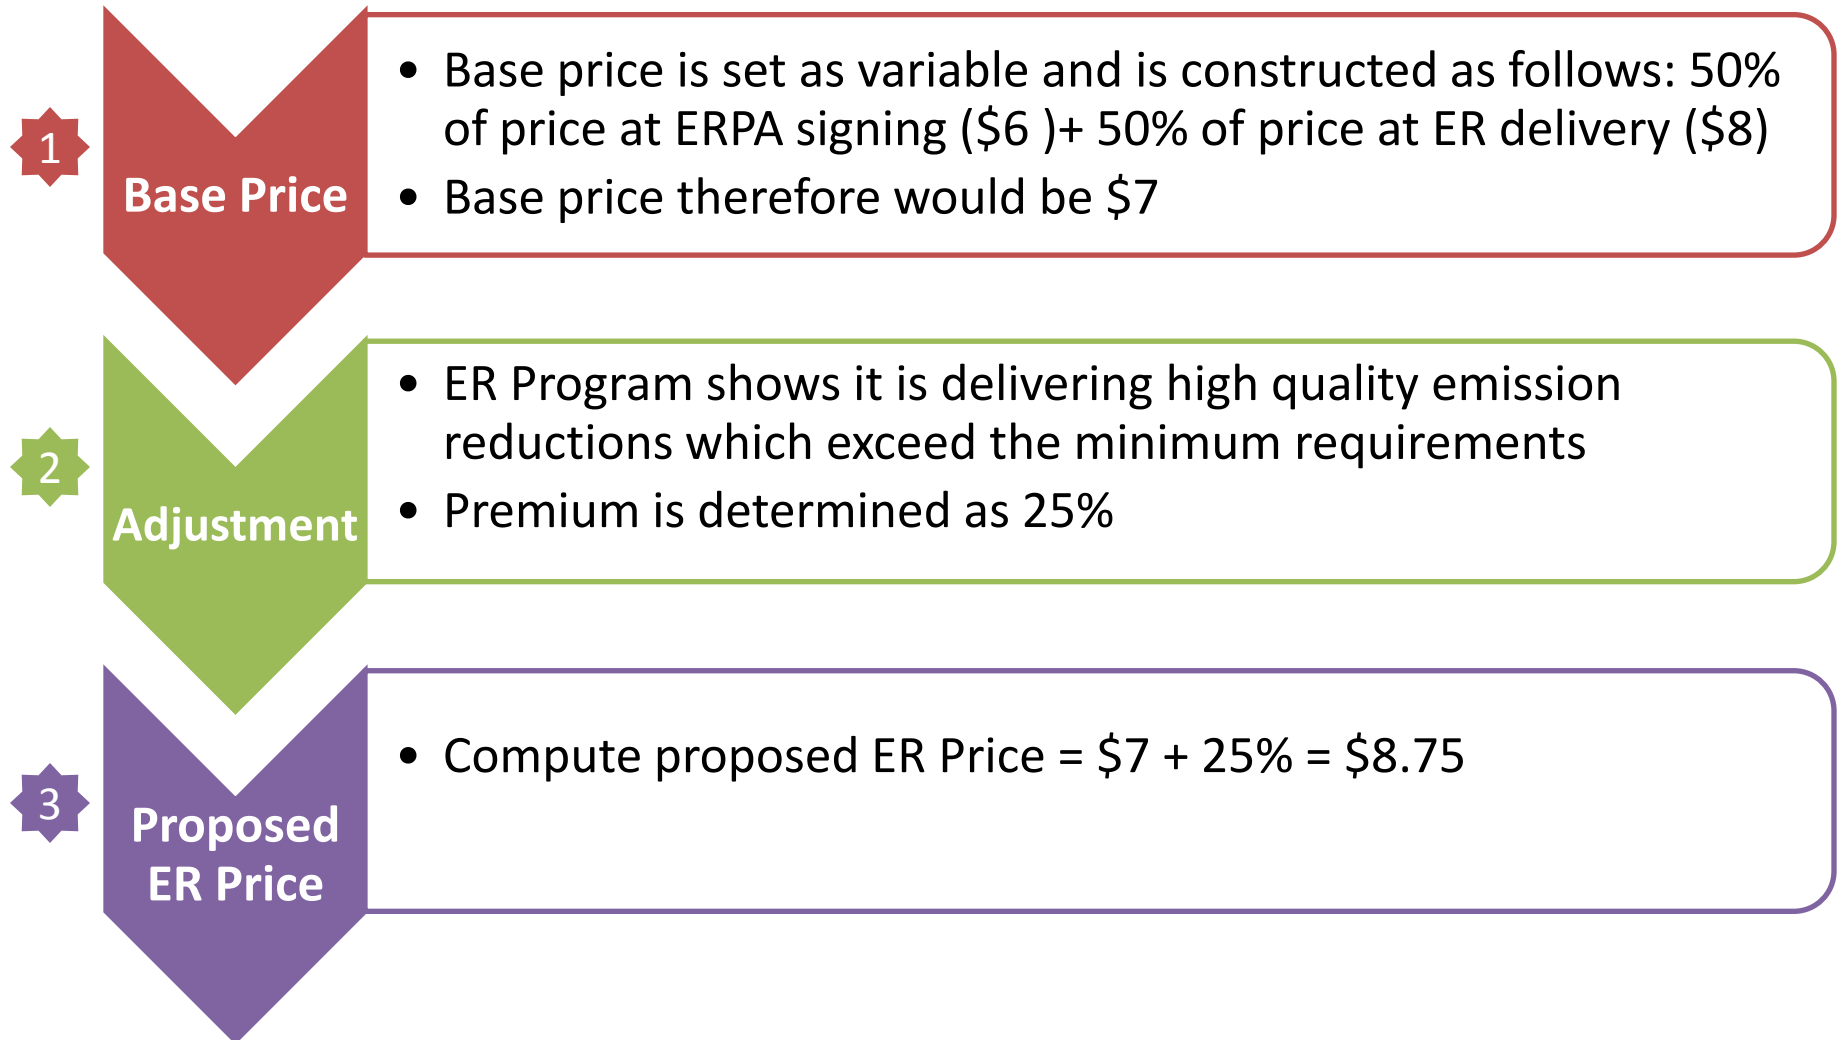 1
Base Price
• Base price is set as variable and is constructed as follows: 50%
of price at ERPA signing ($6 )+ 50% of price at ER delivery ($8)
• Base price therefore would be $7
2
Adjustment
• ER Program shows it is delivering high quality emission
reductions which exceed the minimum requirements
• Premium is determined as 25%
3
Proposed
ER Price
• Compute proposed ER Price = $7 + 25% = $8.75